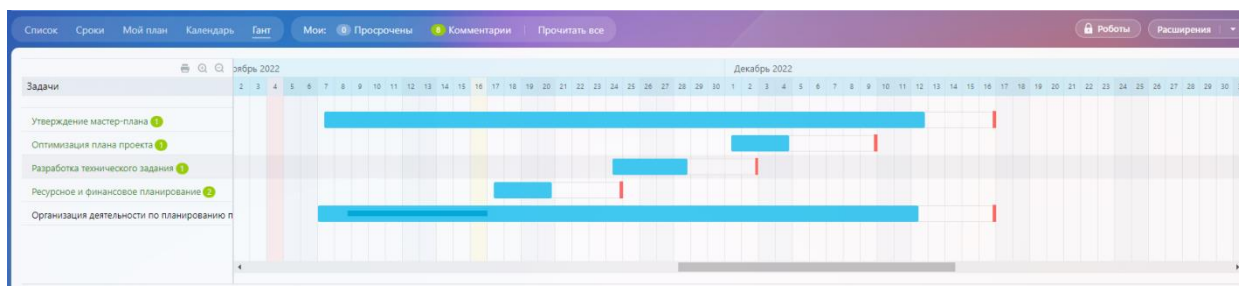 Список Сроки Мой план Календарь Гант Мои: 0 Просрочены 8 Комментарии Прочитать все Роботы Расширения
ябрь 2022 Декабрь 2022
Задачи 2 3 4 5 6 7 8 9 10 11 12 13 14 15 16 17 18 19 20 21 22 23 24 25 26 27 28 29 30 1 2 3 4 5 6 7 8 9 10 11 12 13 14 15 16 17 18 19 20 21 22 23 24 25 26 27 28 29 30
Утверждение мастер-плана 1
Оптимизация плана проекта 1
Разработка технического задания 1
Ресурсное и финансовое планирование 2
Организация деятельности по планированию п